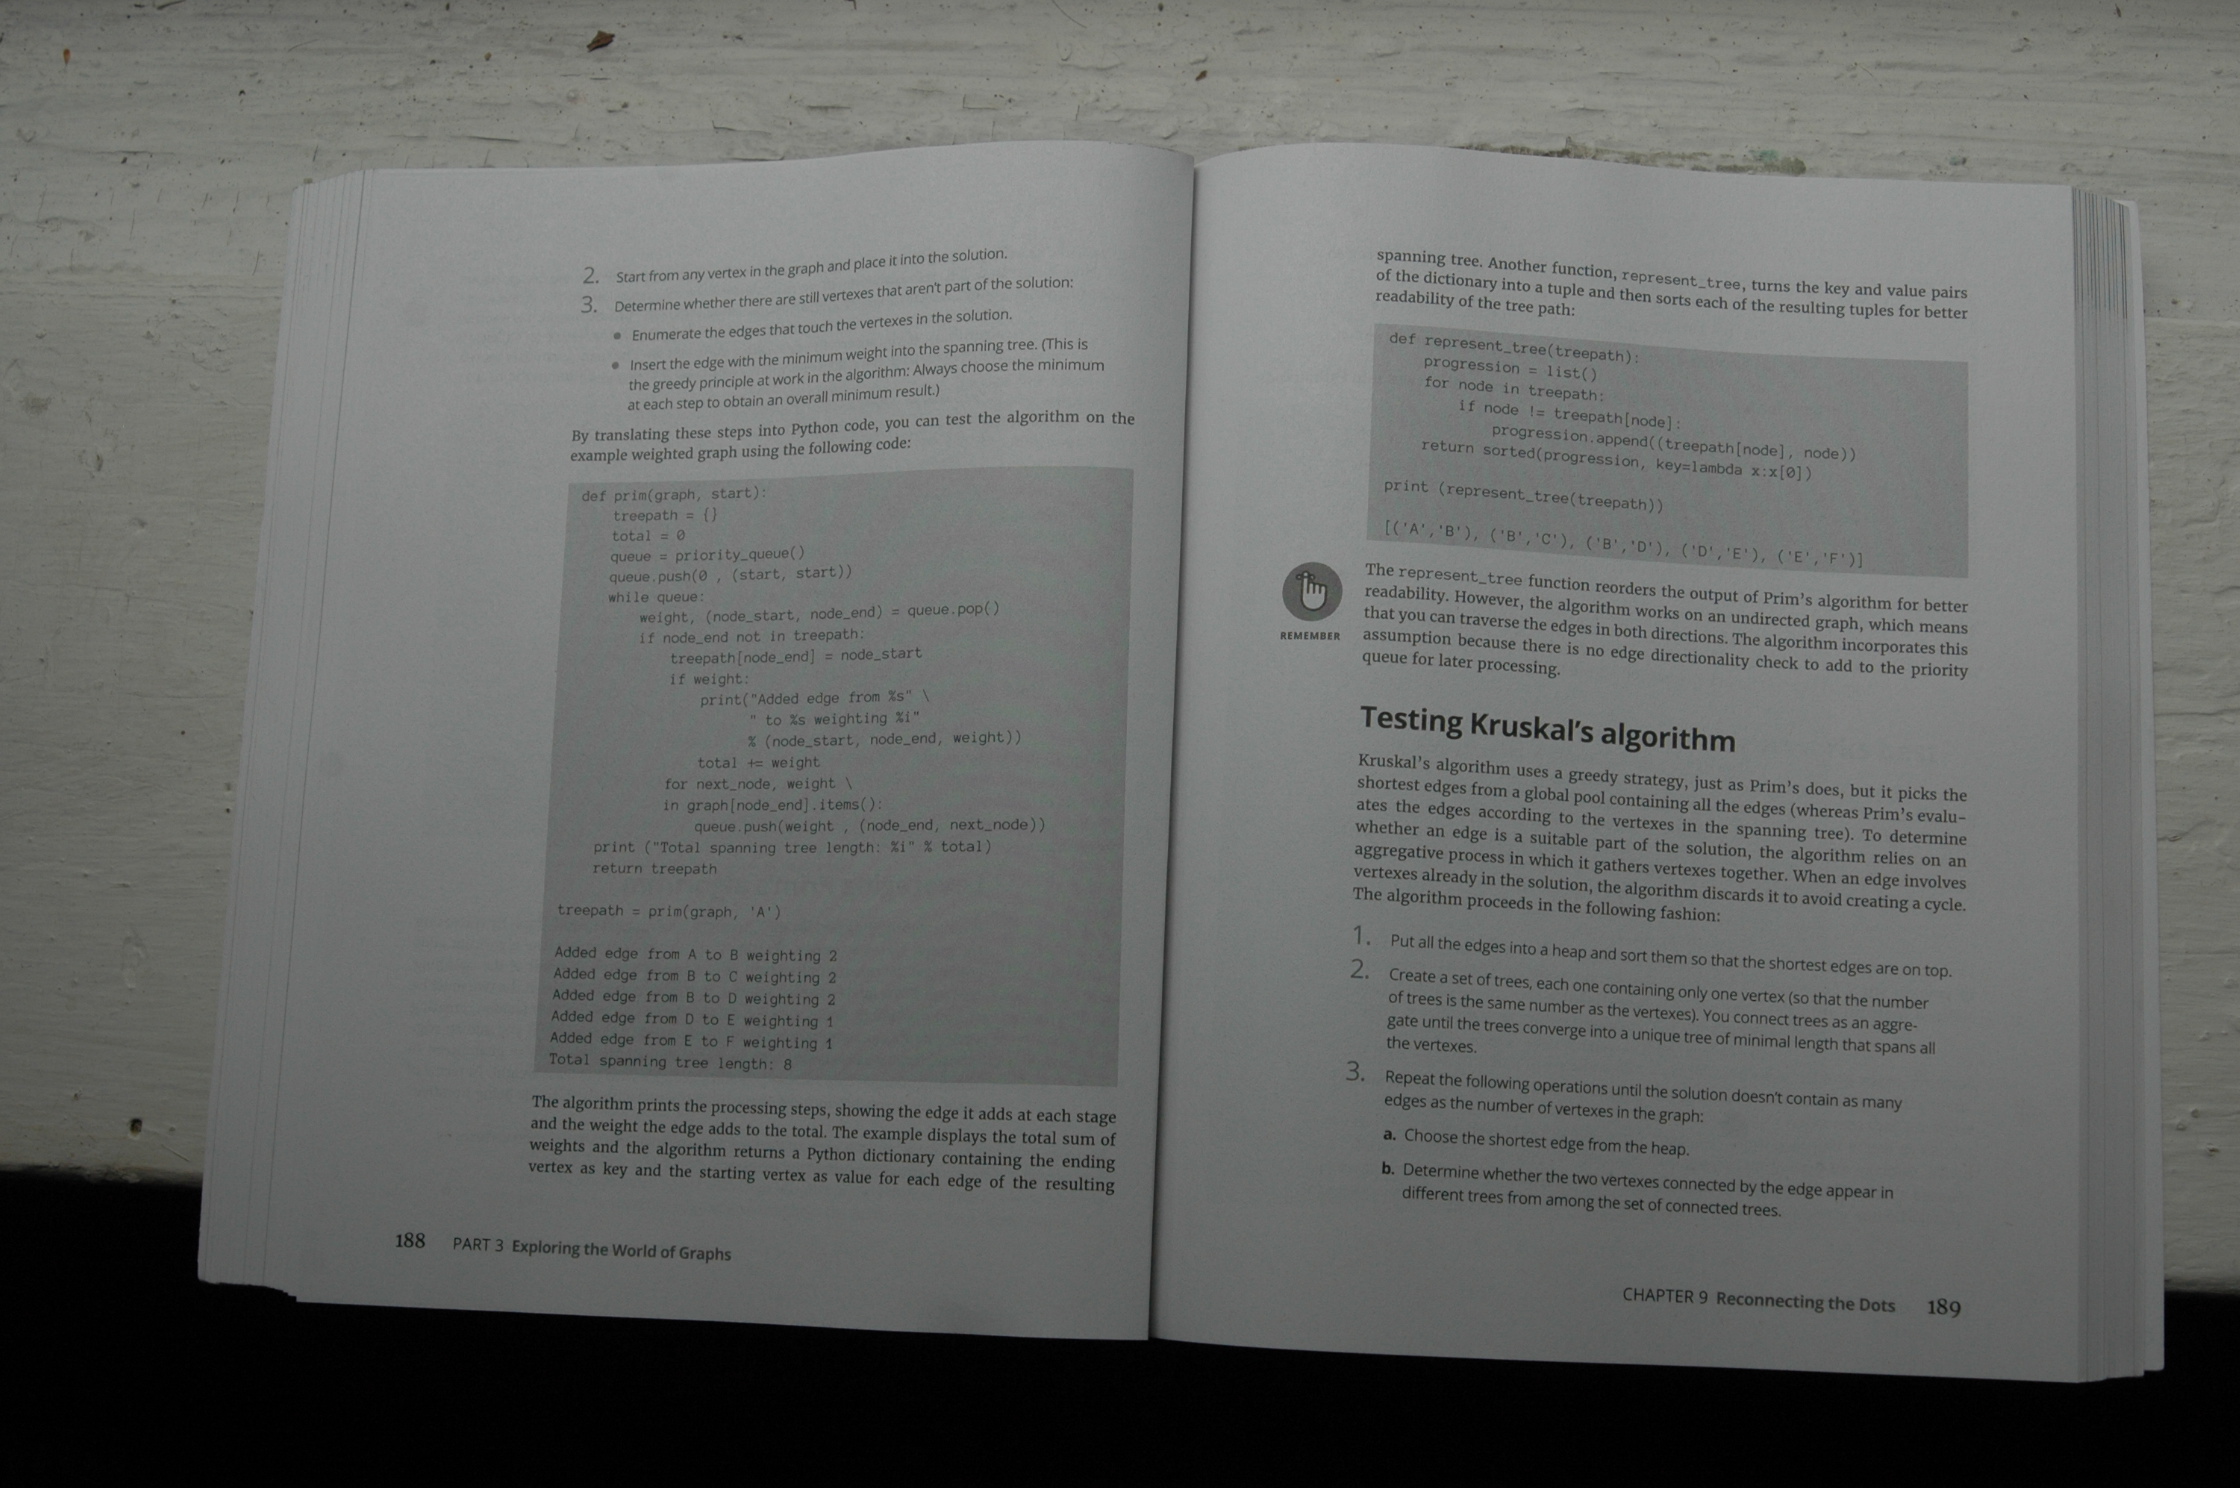 2. Start from any vertex in the graph and place it into the solution.
3. Determine whether there are still vertexes that aren't part of the solution:
• Enumerate the edges that touch the vertexes in the solution.
• Insert the edge with the minimum weight into the spanning tree. (This is
the greedy principle at work in the algorithm: Always choose the minimum
at each step to obtain an overall minimum result.)
By translating these steps into Python code, you can test the algorithm on the
example weighted graph using the following code:
def prim(graph, start):
    treepath = {}
    total = 0
    queue = priority_queue()
    queue.push(0 , (start, start))
    while queue:
        weight, (node_start, node_end) = queue.pop()
        if node_end not in treepath:
            treepath[node_end] = node_start
            if weight:
                print("Added edge from %s" \
                      " to %s weighting %i"
                      % (node_start, node_end, weight))
                total += weight
            for next_node, weight \
            in graph[node_end].items():
                queue.push(weight , (node_end, next_node))
    print ("Total spanning tree length: %i" % total)
    return treepath
treepath = prim(graph, 'A')
Added edge from A to B weighting 2
Added edge from B to C weighting 2
Added edge from B to D weighting 2
Added edge from D to E weighting 1
Added edge from E to F weighting 1
Total spanning tree length: 8
The algorithm prints the processing steps, showing the edge it adds at each stage
and the weight the edge adds to the total. The example displays the total sum of
weights and the algorithm returns a Python dictionary containing the ending
vertex as key and the starting vertex as value for each edge of the resulting
188 PART 3 Exploring the World of Graphs
spanning tree. Another function, represent_tree, turns the key and value pairs
of the dictionary into a tuple and then sorts each of the resulting tuples for better
readability of the tree path:
def represent_tree(treepath):
    progression = list()
    for node in treepath:
        if node != treepath[node]:
            progression.append((treepath[node], node))
    return sorted(progression, key=lambda x:x[0])
print (represent_tree(treepath))
[('A','B'), ('B','C'), ('B','D'), ('D','E'), ('E','F')]
REMEMBER
The represent_tree function reorders the output of Prim's algorithm for better
readability. However, the algorithm works on an undirected graph, which means
that you can traverse the edges in both directions. The algorithm incorporates this
assumption because there is no edge directionality check to add to the priority
queue for later processing.
Testing Kruskal's algorithm
Kruskal's algorithm uses a greedy strategy, just as Prim's does, but it picks the
shortest edges from a global pool containing all the edges (whereas Prim's evalu-
ates the edges according to the vertexes in the spanning tree). To determine
whether an edge is a suitable part of the solution, the algorithm relies on an
aggregative process in which it gathers vertexes together. When an edge involves
vertexes already in the solution, the algorithm discards it to avoid creating a cycle.
The algorithm proceeds in the following fashion:
1. Put all the edges into a heap and sort them so that the shortest edges are on top.
2. Create a set of trees, each one containing only one vertex (so that the number
of trees is the same number as the vertexes). You connect trees as an aggre-
gate until the trees converge into a unique tree of minimal length that spans all
the vertexes.
3. Repeat the following operations until the solution doesn't contain as many
edges as the number of vertexes in the graph:
a. Choose the shortest edge from the heap.
b. Determine whether the two vertexes connected by the edge appear in
different trees from among the set of connected trees.
CHAPTER 9 Reconnecting the Dots 189